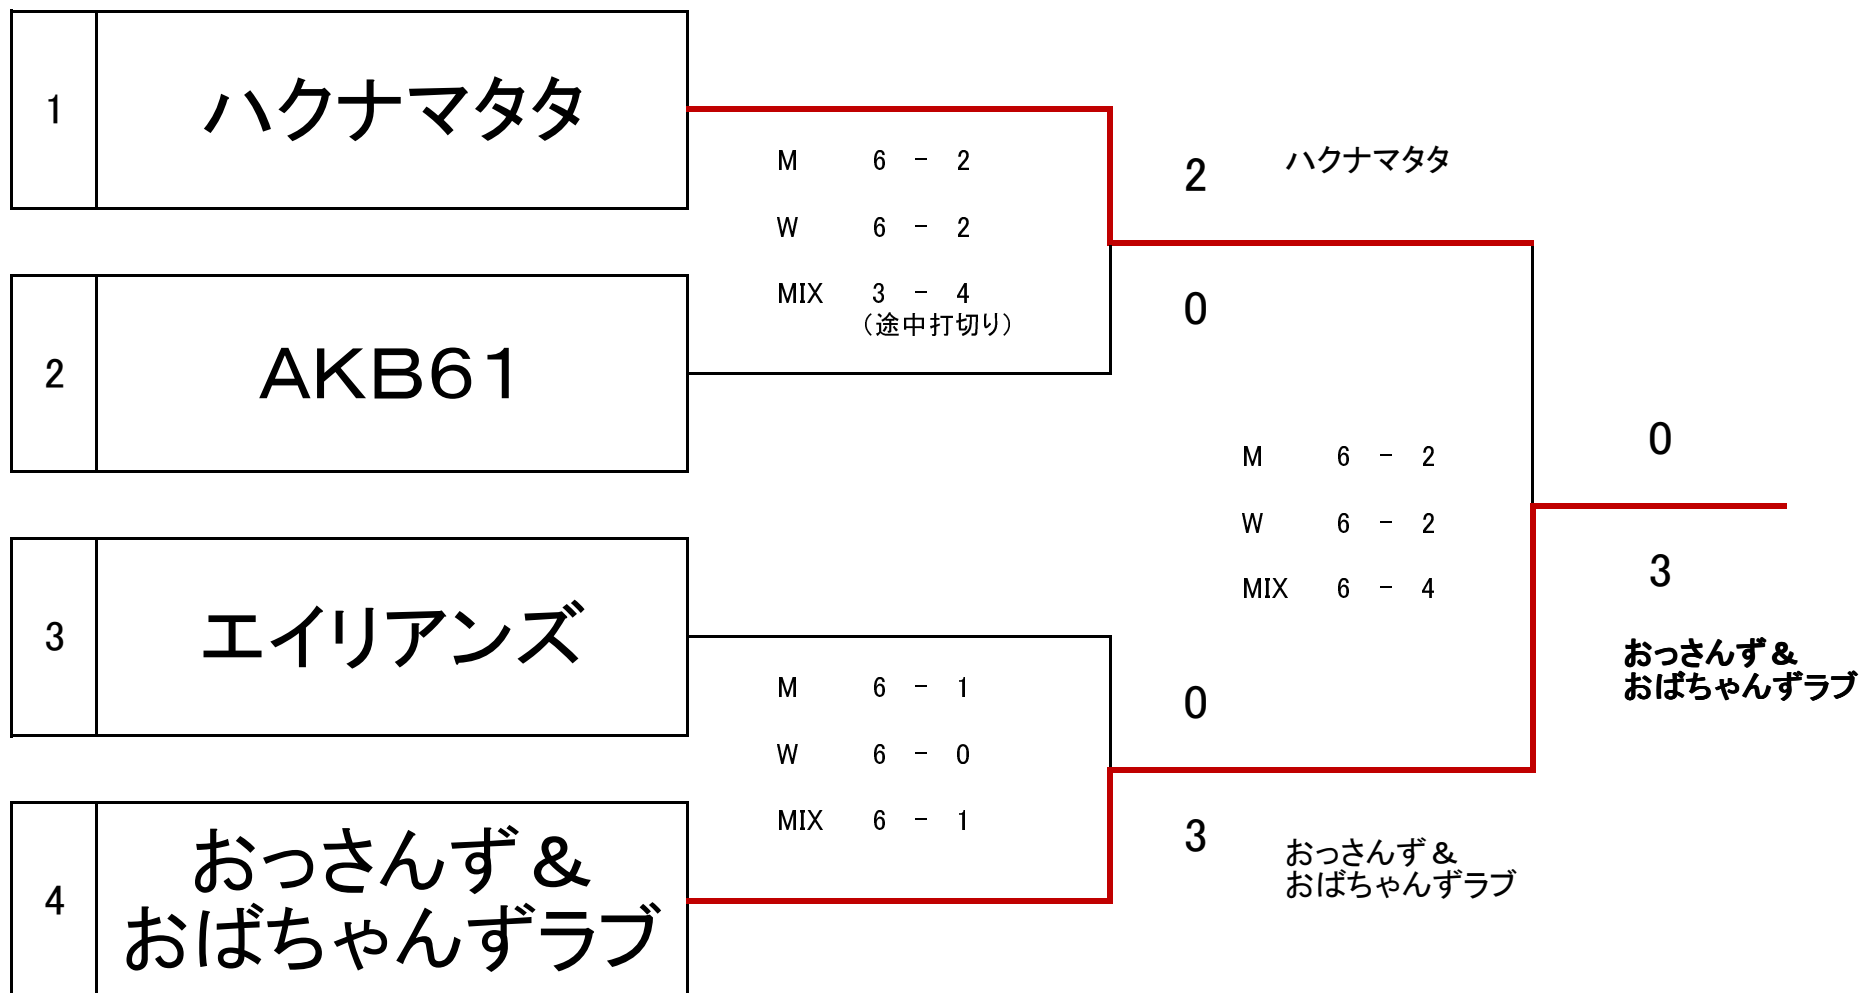 1 ハクナマタタ
M 6 - 2
W 6 - 2
MIX 3 - 4
（途中打切り）
2 AKB61
2 ハクナマタタ
0
3 エイリアンズ
M 6 - 1
W 6 - 0
MIX 6 - 1
4 おっさんず＆
おばちゃんずラブ
0
3 おっさんず＆
おばちゃんずラブ
M 6 - 2
W 6 - 2
MIX 6 - 4
0
3
おっさんず＆
おばちゃんずラブ